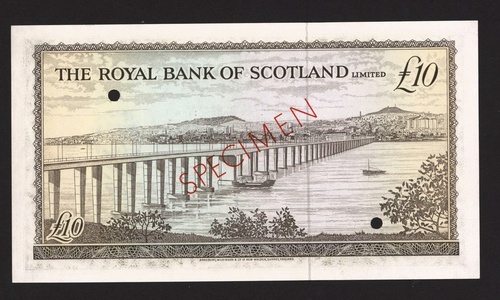 THE ROYAL BANK OF SCOTLAND LIMITED
£10
SPECIMEN
£10